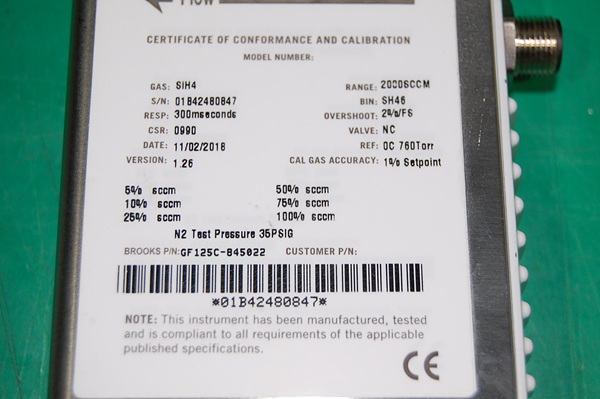 Flow
CERTIFICATE OF CONFORMANCE AND CALIBRATION
MODEL NUMBER:
GAS: SIH4 RANGE: 2000SCCM
S/N: 01B42480847 BIN: SH46
RESP: 300mseconds OVERSHOOT: 2%/FS
CSR: 0990 VALVE: NC
DATE: 11/02/2018 REF: 0C 760Torr
VERSION: 1.26 CAL GAS ACCURACY: 1% Setpoint
5% sccm 50% sccm
10% sccm 75% sccm
25% sccm 100% sccm
N2 Test Pressure 35PSIG
BROOKS P/N: GF125C-845022 CUSTOMER P/N:
*01B42480847*
NOTE: This instrument has been manufactured, tested
and is compliant to all requirements of the applicable
published specifications.
CE